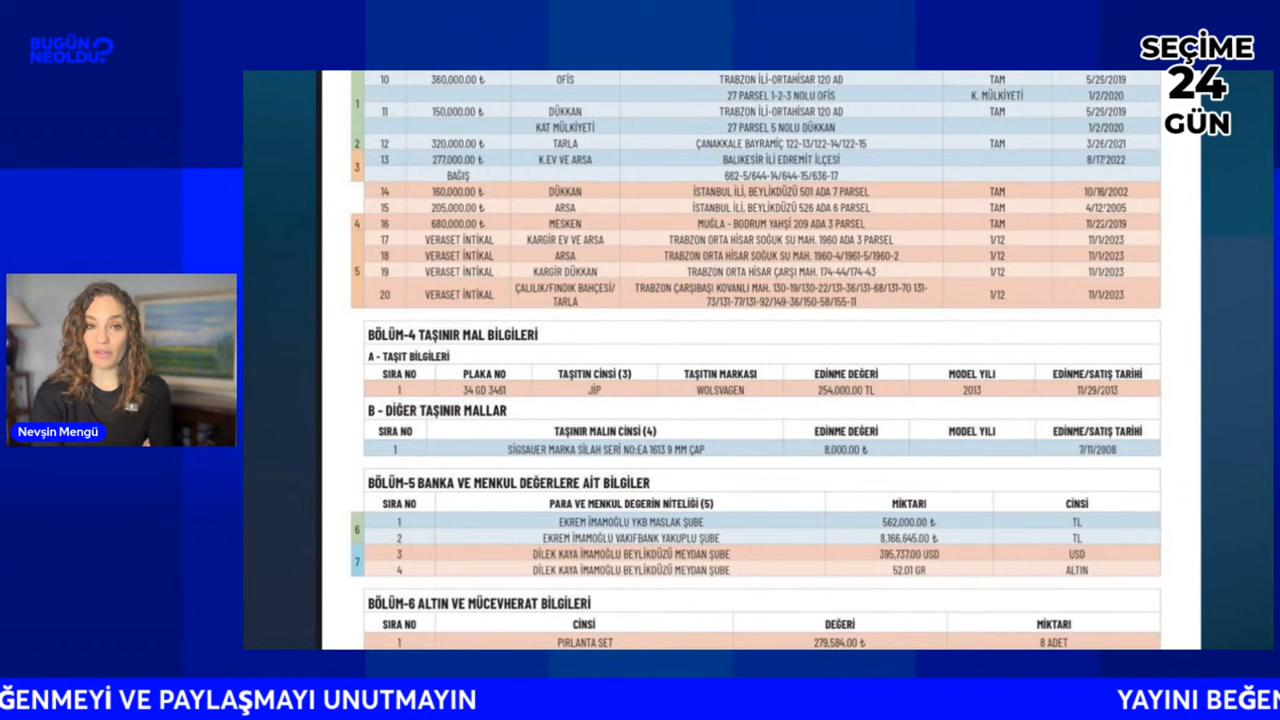 BUGÜN
NEOLDU?
SEÇİME
24
GÜN
10 360,000.00 ₺ OFİS TRABZON İLİ-ORTAHİSAR 120 AD TAM 5/29/2019
27 PARSEL 1-2-3 NOLU OFİS K. MÜLKİYETİ 1/2/2020
1
11 150,000.00 ₺ DÜKKAN TRABZON İLİ-ORTAHİSAR 120 AD TAM 5/29/2019
KAT MÜLKİYETİ 27 PARSEL 5 NOLU DÜKKAN 1/2/2020
2 12 320,000.00 ₺ TARLA ÇANAKKALE BAYRAMİÇ 122-13/122-14/122-15 TAM 3/26/2021
3 13 277,000.00 ₺ K.EV VE ARSA BALIKESİR İLİ EDREMİT İLÇESİ 8/17/2022
BAĞIŞ 662-5/644-14/644-15/636-17
14 160,000.00 ₺ DÜKKAN İSTANBUL İLİ, BEYLİKDÜZÜ 501 ADA 7 PARSEL TAM 10/16/2002
15 205,000.00 ₺ ARSA İSTANBUL İLİ, BEYLİKDÜZÜ 526 ADA 6 PARSEL TAM 4/12/2005
4 16 680,000.00 ₺ MESKEN MUĞLA - BODRUM YAHŞİ 209 ADA 3 PARSEL TAM 11/22/2019
17 VERASET İNTİKAL KARGİR EV VE ARSA TRABZON ORTA HİSAR SOĞUK SU MAH. 1960 ADA 3 PARSEL 1/12 11/1/2023
18 VERASET İNTİKAL ARSA TRABZON ORTA HİSAR SOĞUK SU MAH. 1960-4/1961-5/1960-2 1/12 11/1/2023
5 19 VERASET İNTİKAL KARGİR DÜKKAN TRABZON ORTA HİSAR ÇARŞI MAH. 174-44/174-43 1/12 11/1/2023
20 VERASET İNTİKAL ÇALILIK/FINDIK BAHÇESİ/ TARLA TRABZON ÇARŞIBAŞI KOVANLI MAH. 130-19/130-22/131-36/131-68/131-70 131-73/131-77/131-92/149-36/150-58/155-11 1/12 11/1/2023
BÖLÜM-4 TAŞINIR MAL BİLGİLERİ
A - TAŞIT BİLGİLERİ
SIRA NO PLAKA NO TAŞITIN CİNSİ (3) TAŞITIN MARKASI EDİNME DEĞERİ MODEL YILI EDİNME/SATIŞ TARİHİ
1 34 GD 3461 JİP WOLSVAGEN 254,000.00 TL 2013 11/29/2013
B - DİĞER TAŞINIR MALLAR
SIRA NO TAŞINIR MALIN CİNSİ (4) EDİNME DEĞERİ MODEL YILI EDİNME/SATIŞ TARİHİ
1 SİGSAUER MARKA SİLAH SERİ NO:EA 1613 9 MM ÇAP 8,000.00 ₺ 7/11/2008
BÖLÜM-5 BANKA VE MENKUL DEĞERLERE AİT BİLGİLER
SIRA NO PARA VE MENKUL DEGERIN NİTELİĞİ (5) MİKTARI CİNSİ
6 1 EKREM İMAMOĞLU YKB MASLAK ŞUBE 562,000.00 ₺ TL
2 EKREM İMAMOĞLU VAKIFBANK YAKUPLU ŞUBE 8,166,645.00 ₺ TL
7 3 DİLEK KAYA İMAMOĞLU BEYLİKDÜZÜ MEYDAN ŞUBE 395,737.00 USD USD
4 DİLEK KAYA İMAMOĞLU BEYLİKDÜZÜ MEYDAN ŞUBE 52.01 GR ALTIN
BÖLÜM-6 ALTIN VE MÜCEVHERAT BİLGİLERİ
SIRA NO CİNSİ DEĞERİ MİKTARI
1 PIRLANTA SET 279,584.00 ₺ 8 ADET
Nevşin Mengü
ĞENMEYİ VE PAYLAŞMAYI UNUTMAYIN YAYINI BEĞEN